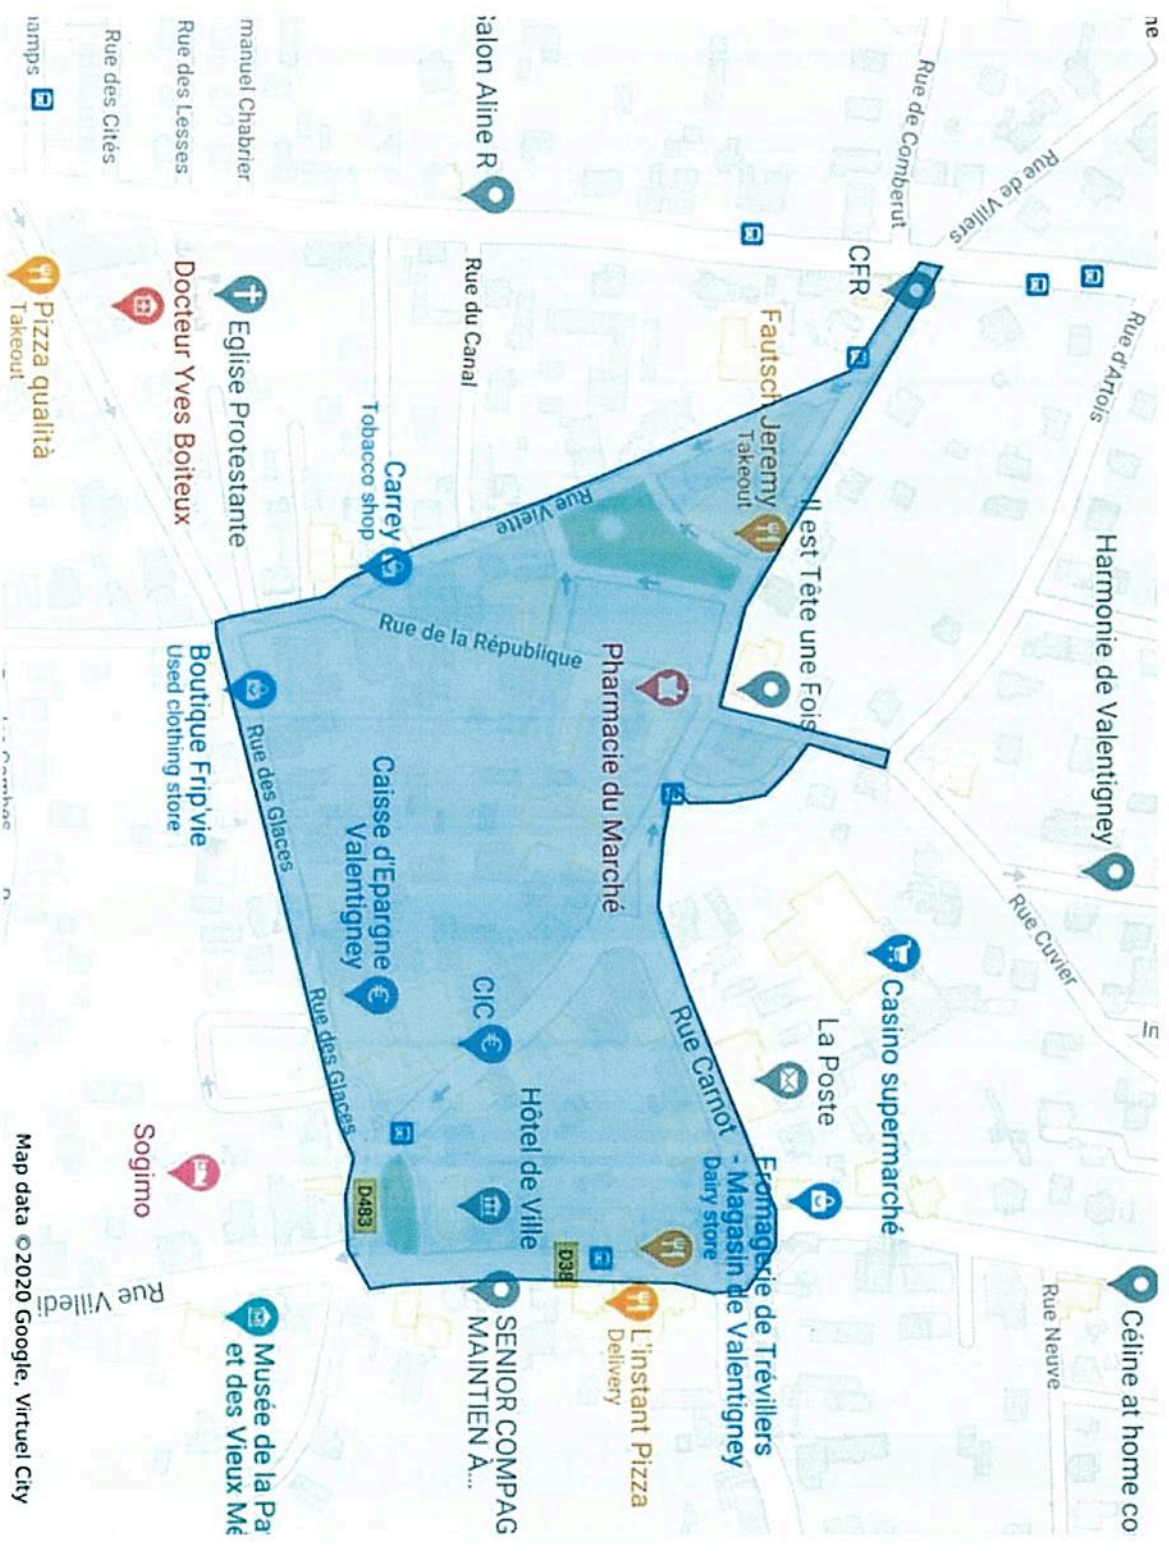 ne
In
Céline at home co
Harmonie de Valentigney
Rue d'Artois
Rue Neuve
Rue Cuvier
Rue de Villers
Rue de Comberut
Casino supermarché
La Poste
CFR
Il est Tête une Fois
Fautsch Jeremy
Takeout
Fromagerie de Trévillers
- Magasin de Valentigney
Dairy store
Rue Carnot
L'instant Pizza
Delivery
Pharmacie du Marché
Rue Viette
D38
Hôtel de Ville
SENIOR COMPAG
MAINTIEN À...
CIC
Salon Aline R
Rue du Canal
Rue de la République
Carrey
Tobacco shop
Caisse d'Epargne
Valentigney
D483
Rue des Glaces
Rue des Glaces
Musée de la Pa
et des Vieux Mé
manuel Chabrier
Eglise Protestante
Boutique Frip'vie
Used clothing store
Rue des Lesses
Docteur Yves Boiteux
Sogimo
Rue Villedi
Rue des Cités
Pizza qualità
Takeout
amps
Map data ©2020 Google, Virtuel City